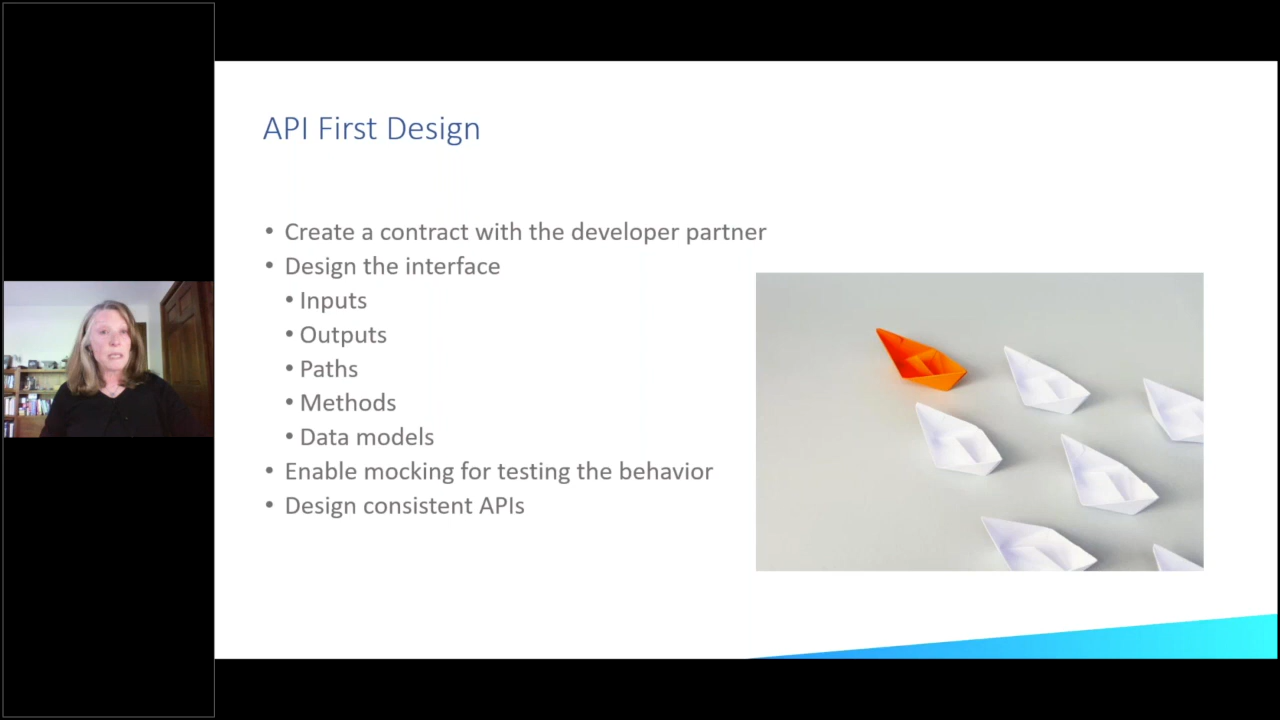 API First Design
• Create a contract with the developer partner
• Design the interface
• Inputs
• Outputs
• Paths
• Methods
• Data models
• Enable mocking for testing the behavior
• Design consistent APIs